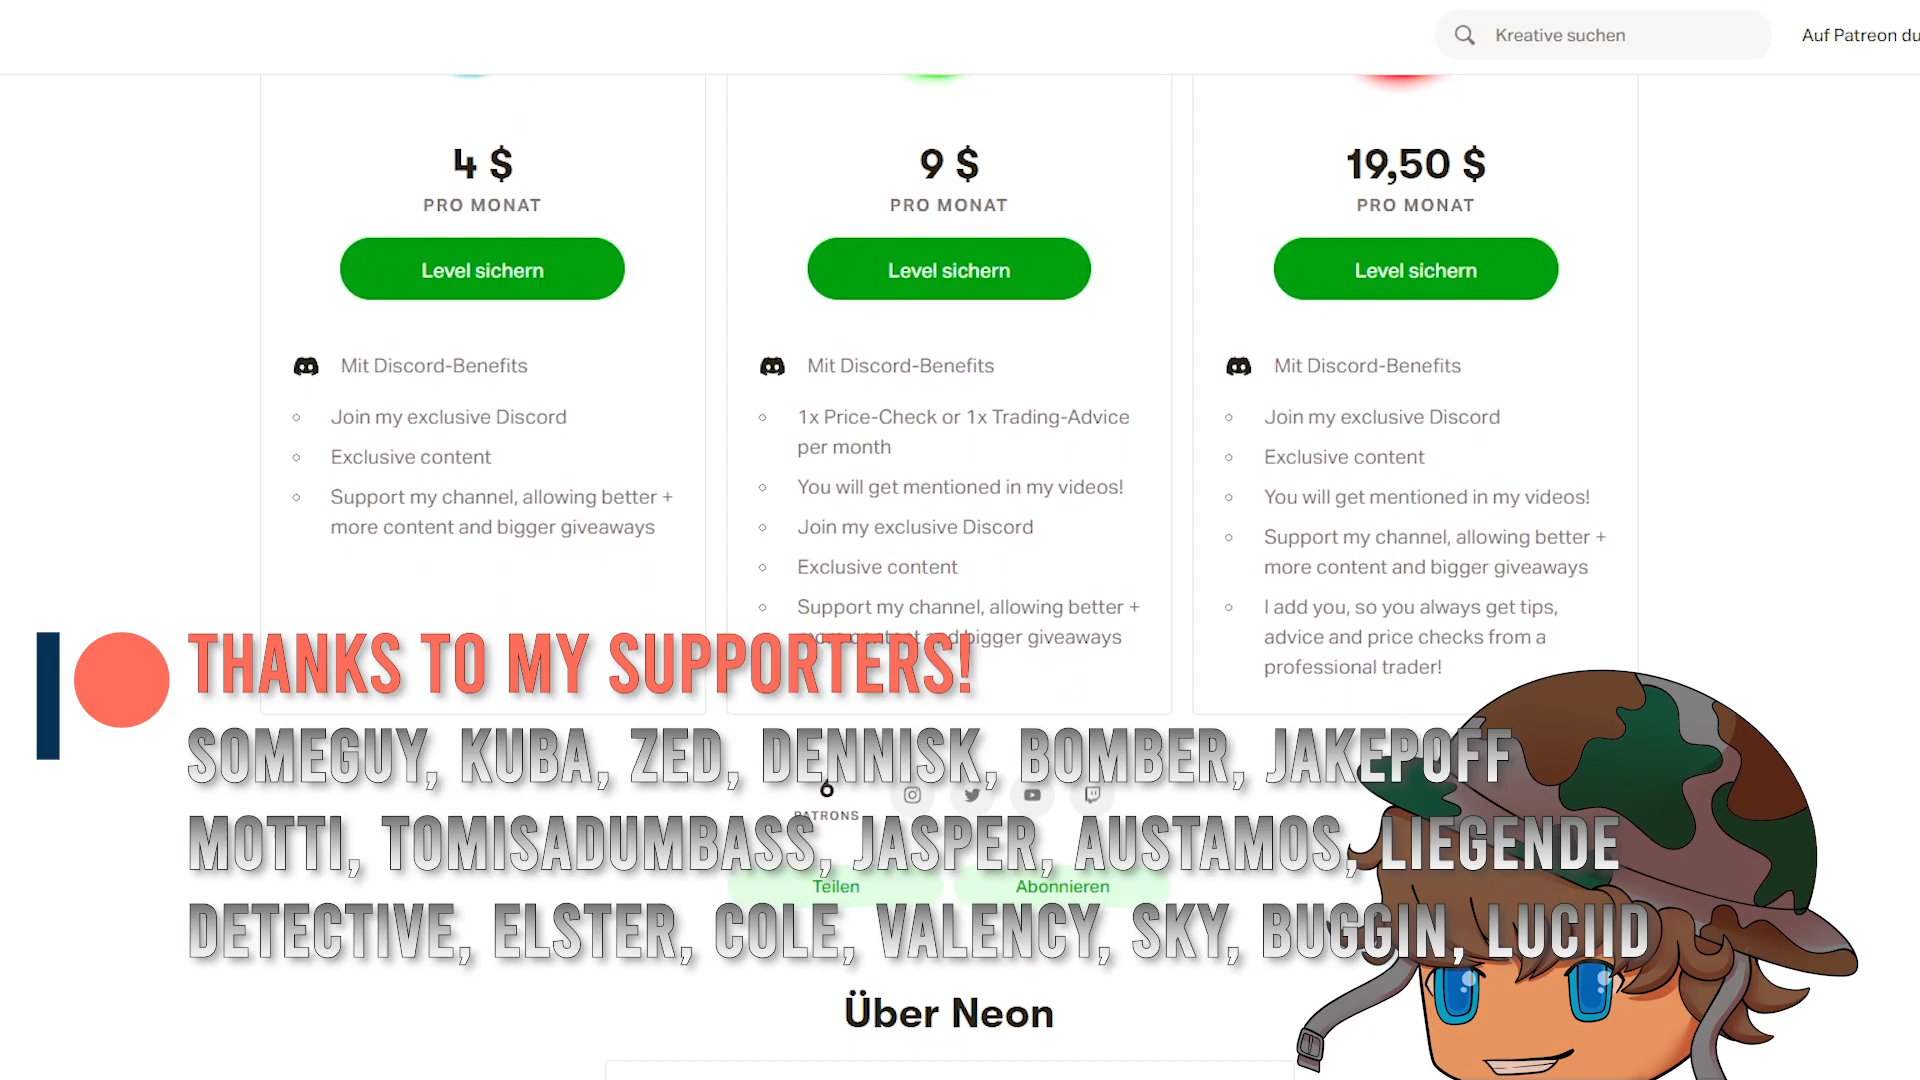 Kreative suchen
Auf Patreon du
4 $
PRO MONAT
Level sichern
Mit Discord-Benefits
Join my exclusive Discord
Exclusive content
Support my channel, allowing better +
more content and bigger giveaways
9 $
PRO MONAT
Level sichern
Mit Discord-Benefits
1x Price-Check or 1x Trading-Advice
per month
You will get mentioned in my videos!
Join my exclusive Discord
Exclusive content
Support my channel, allowing better +
more content and bigger giveaways
19,50 $
PRO MONAT
Level sichern
Mit Discord-Benefits
Join my exclusive Discord
Exclusive content
You will get mentioned in my videos!
Support my channel, allowing better +
more content and bigger giveaways
I add you, so you always get tips,
advice and price checks from a
professional trader!
THANKS TO MY SUPPORTERS!
SOMEGUY, KUBA, ZED, DENNISK, BOMBER, JAKEPOFF
MOTTI, TOMISADUMBASS, JASPER, AUSTAMOS, LIEGENDE
DETECTIVE, ELSTER, COLE, VALENCY, SKY, BUGGIN, LUCIID
6
PATRONS
Teilen
Abonnieren
Über Neon